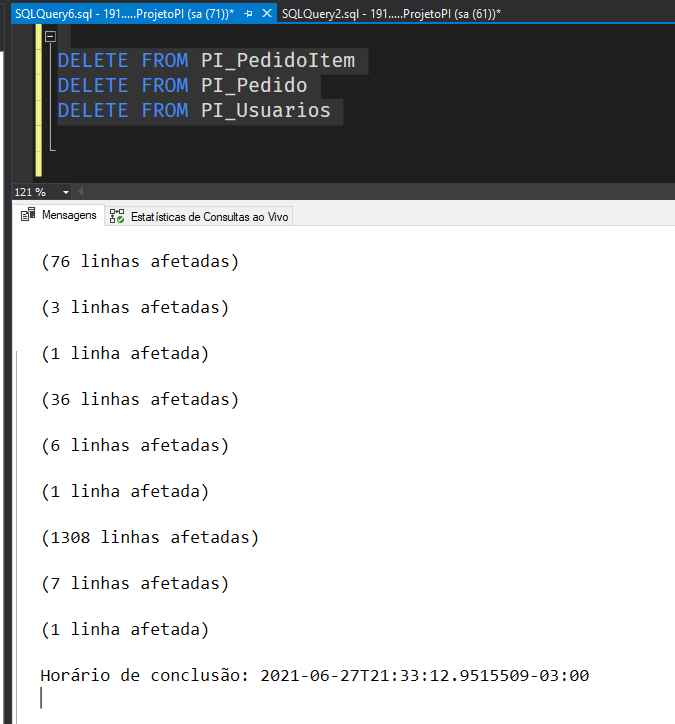 SQLQuery6.sql - 191.....ProjetoPI (sa (71))* SQLQuery2.sql - 191.....ProjetoPI (sa (61))*
DELETE FROM PI_PedidoItem
DELETE FROM PI_Pedido
DELETE FROM PI_Usuarios
121 %
Mensagens Estatísticas de Consultas ao Vivo
(76 linhas afetadas)
(3 linhas afetadas)
(1 linha afetada)
(36 linhas afetadas)
(6 linhas afetadas)
(1 linha afetada)
(1308 linhas afetadas)
(7 linhas afetadas)
(1 linha afetada)
Horário de conclusão: 2021-06-27T21:33:12.9515509-03:00